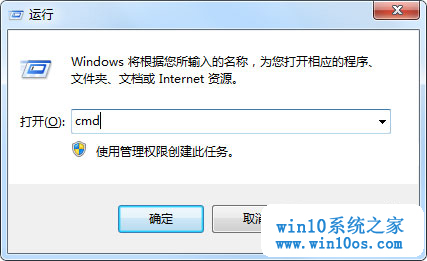 运行
Windows 将根据您所输入的名称，为您打开相应的程序、
文件夹、文档或 Internet 资源。
打开(O): cmd
使用管理权限创建此任务。
确定
取消
win10系统之家
www.win10os.com